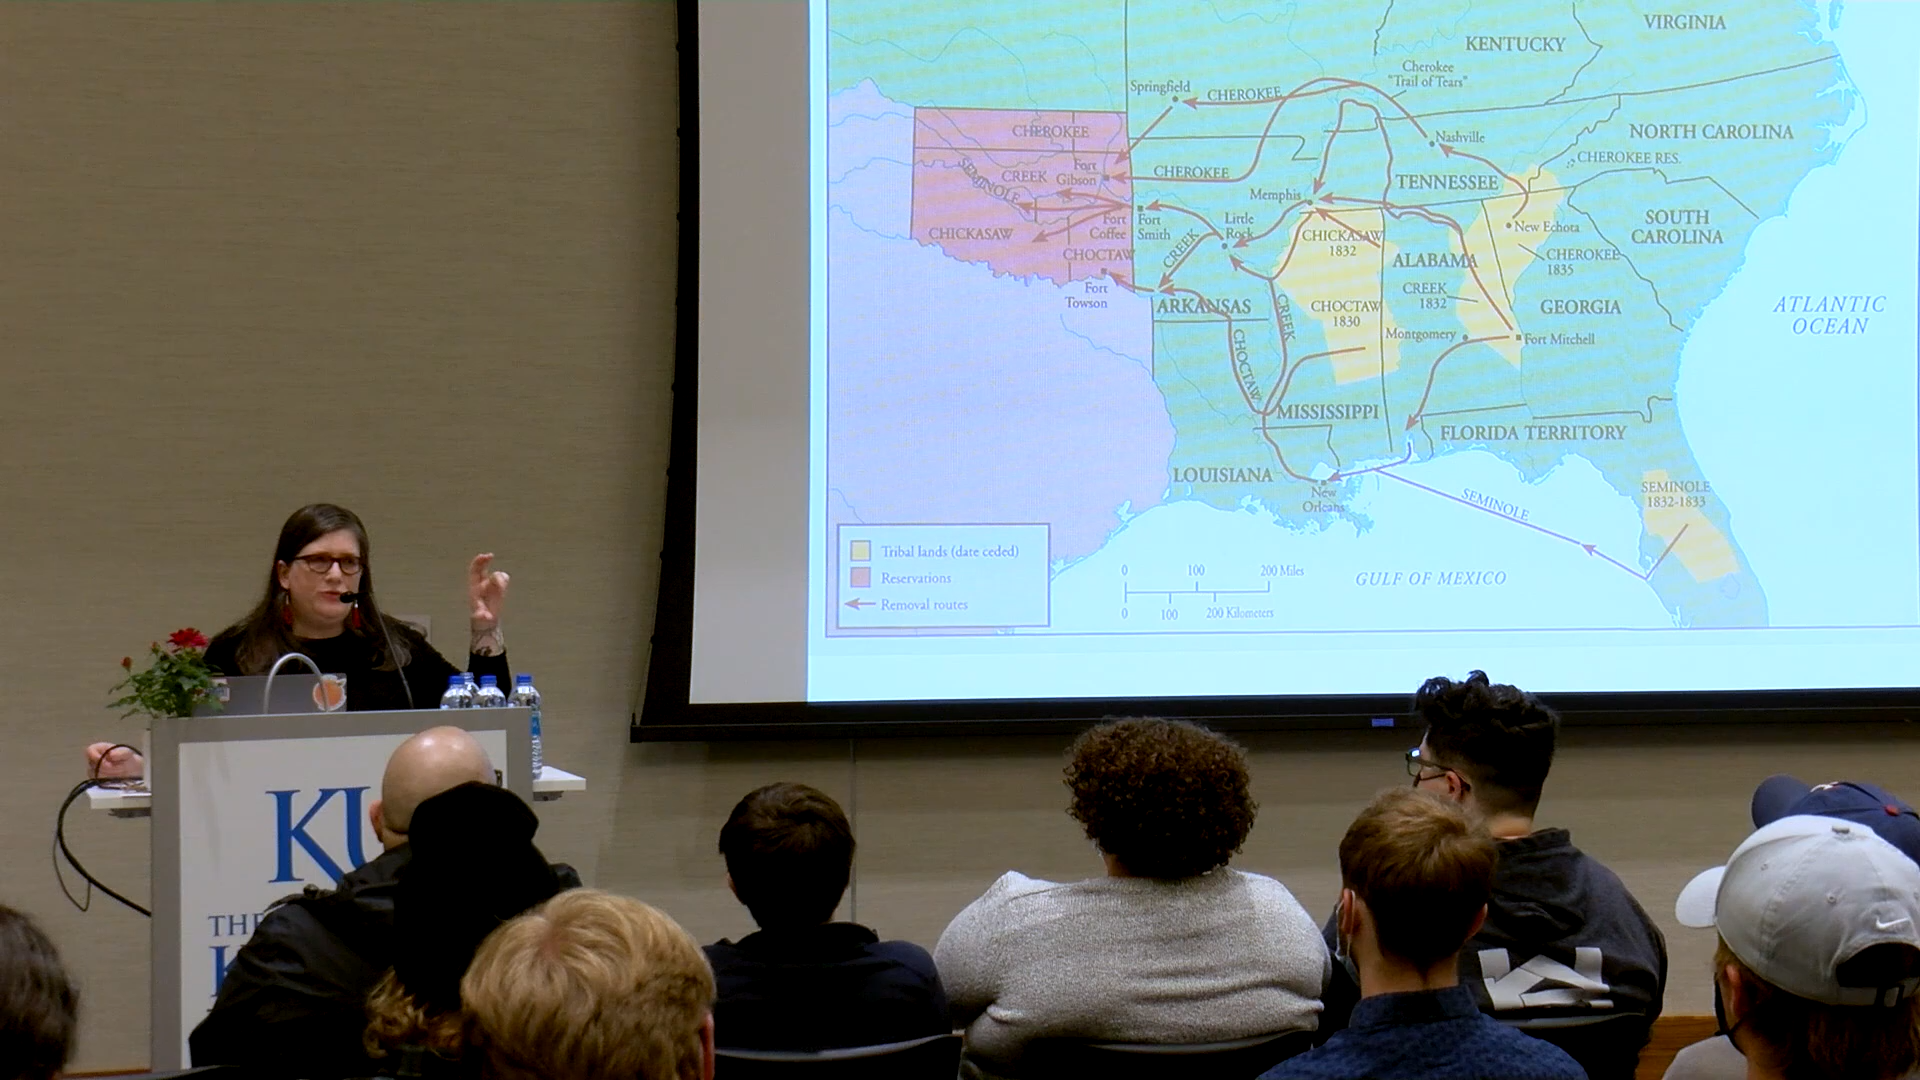 VIRGINIA
KENTUCKY
Cherokee
"Trail of Tears"
Springfield
CHEROKEE
CHEROKEE
Nashville
NORTH CAROLINA
CHEROKEE RES.
Fort
Gibson
CREEK
SEMINOLE
CHEROKEE
TENNESSEE
Memphis
Fort
Coffee
Fort
Smith
Little
Rock
CHICKASAW
SOUTH
CAROLINA
New Echota
CHICKASAW
1832
CREEK
CHOCTAW
ALABAMA
CHEROKEE
1835
Fort
Towson
ARKANSAS
CREEK
CHOCTAW
1830
CREEK
1832
GEORGIA
ATLANTIC
OCEAN
Montgomery
Fort Mitchell
CHOCTAW
MISSISSIPPI
FLORIDA TERRITORY
LOUISIANA
New
Orleans
SEMINOLE
SEMINOLE
1832-1833
Tribal lands (date ceded)
Reservations
Removal routes
0 100 200 Miles
0 100 200 Kilometers
GULF OF MEXICO
KU
THE